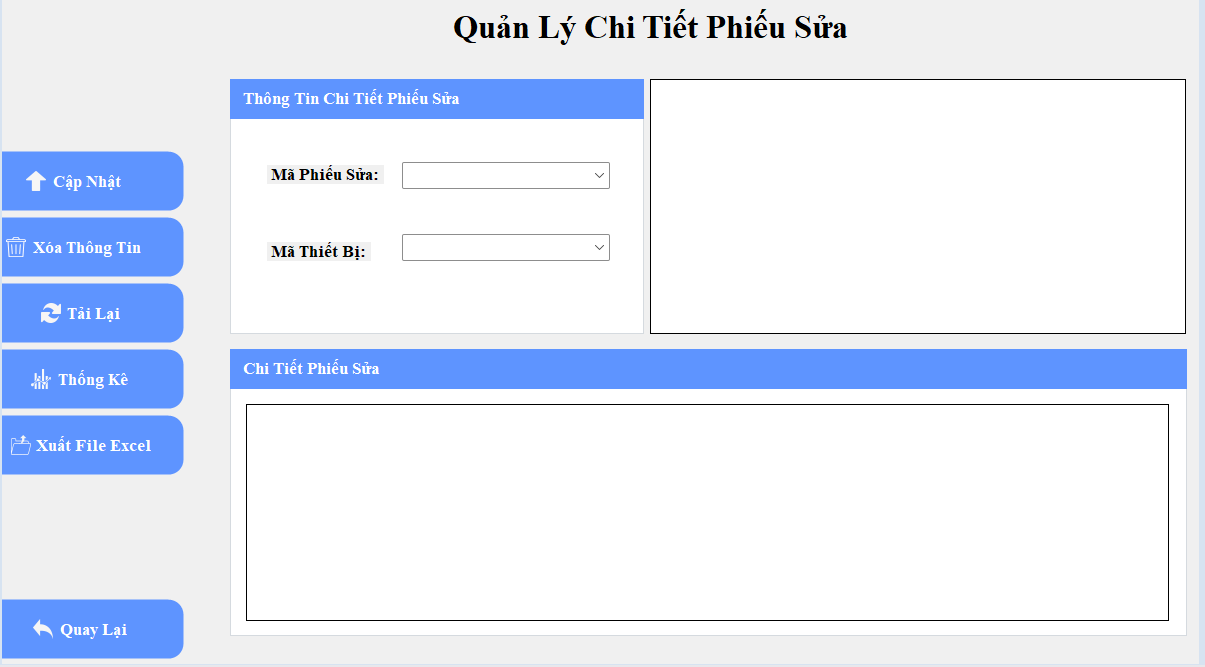 Quản Lý Chi Tiết Phiếu Sửa
Thông Tin Chi Tiết Phiếu Sửa
Mã Phiếu Sửa:
Mã Thiết Bị:
Cập Nhật
Xóa Thông Tin
Tải Lại
Thống Kê
Xuất File Excel
Chi Tiết Phiếu Sửa
Quay Lại